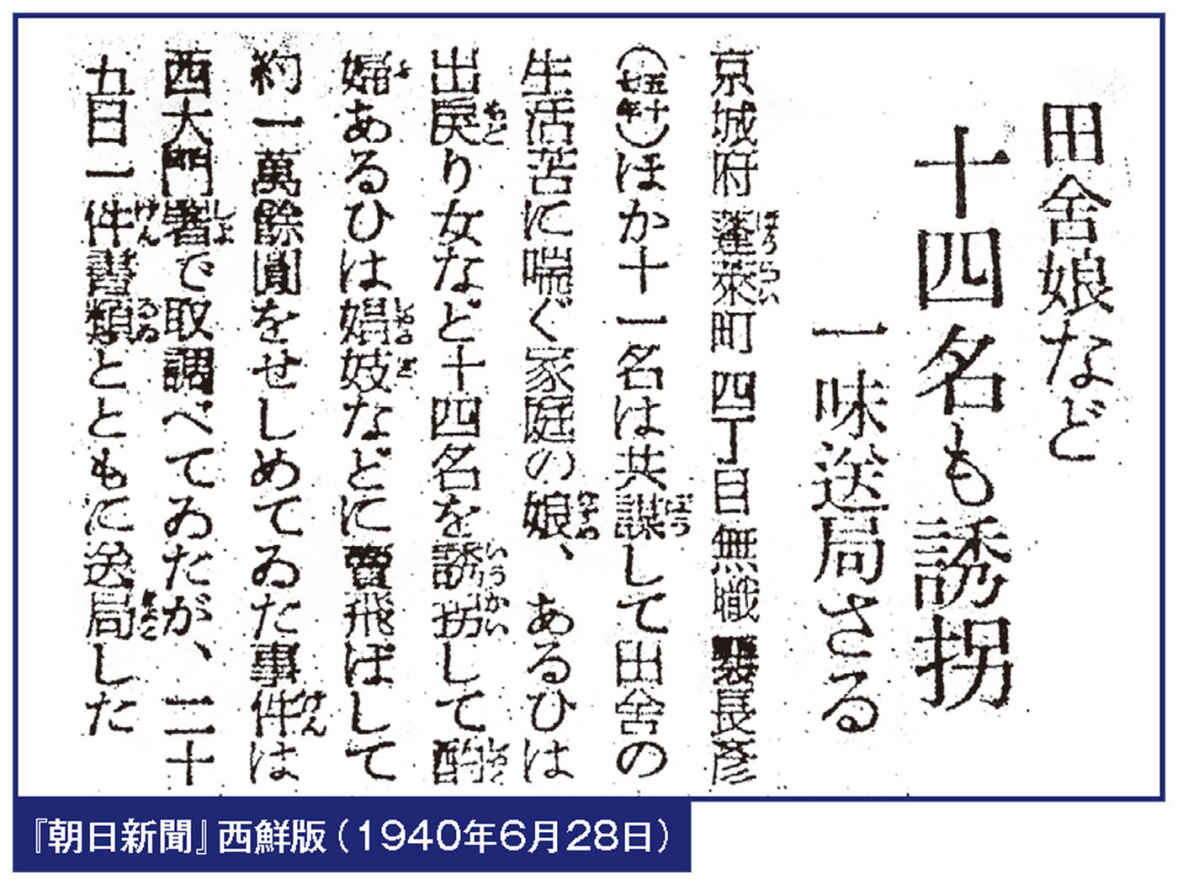 田舎娘など
十四名も誘拐
一味送局さる
京城府蓬萊町四丁目無職裵長彦
（五十七年）ほか十一名は共謀して田舎の
生活苦に喘ぐ家庭の娘、あるひは
出戻り女など十四名を誘拐して酌
婦あるひは娼妓などに賣飛ばして
約一萬餘圓をせしめてゐた事件は
西大門署で取調べてゐたが、二十
五日一件書類とともに送局した
『朝日新聞』西鮮版（1940年6月28日）